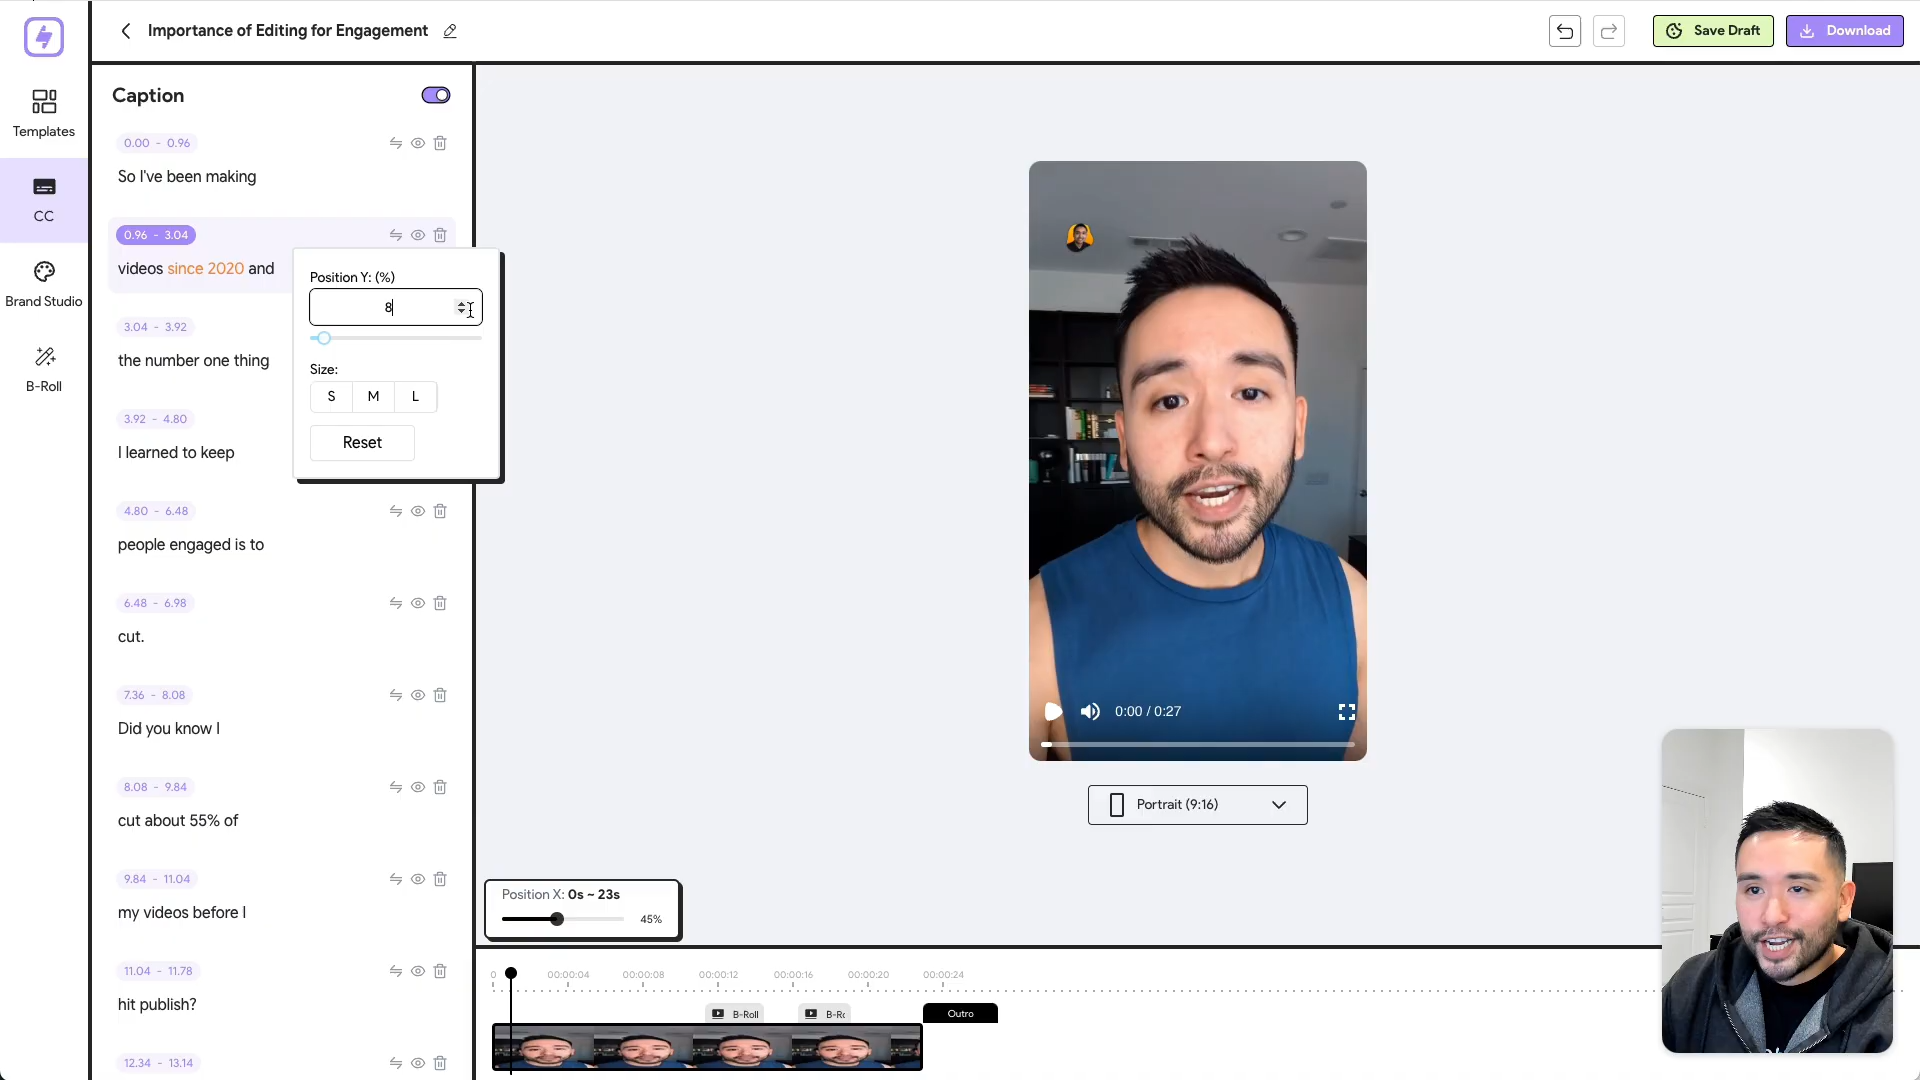 Importance of Editing for Engagement
Save Draft
Download
Templates
CC
Brand Studio
B-Roll
Caption
0.00 - 0.96
So I've been making
0.96 - 3.04
videos since 2020 and
3.04 - 3.92
the number one thing
3.92 - 4.80
I learned to keep
4.80 - 6.48
people engaged is to
6.48 - 6.98
cut.
7.36 - 8.08
Did you know I
8.08 - 9.84
cut about 55% of
9.84 - 11.04
my videos before I
11.04 - 11.78
hit publish?
12.34 - 13.14
Position Y: (%)
8
Size:
S M L
Reset
0:00 / 0:27
Portrait (9:16)
Position X: 0s ~ 23s
45%
0 00:00:04 00:00:08 00:00:12 00:00:16 00:00:20 00:00:24
B-Roll B-Rc Outro